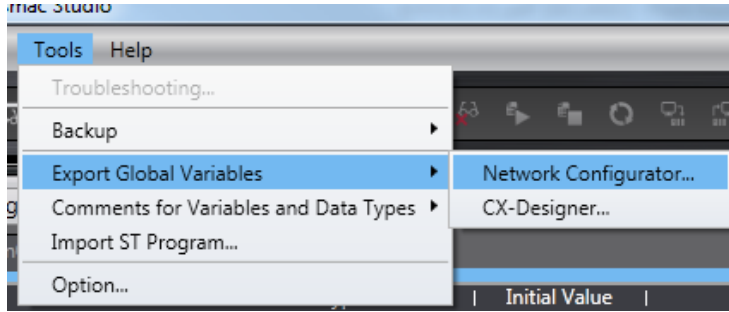 Studio
Tools Help
Troubleshooting...
Backup
Export Global Variables
Network Configurator...
Comments for Variables and Data Types
CX-Designer...
Import ST Program...
Option...
Initial Value